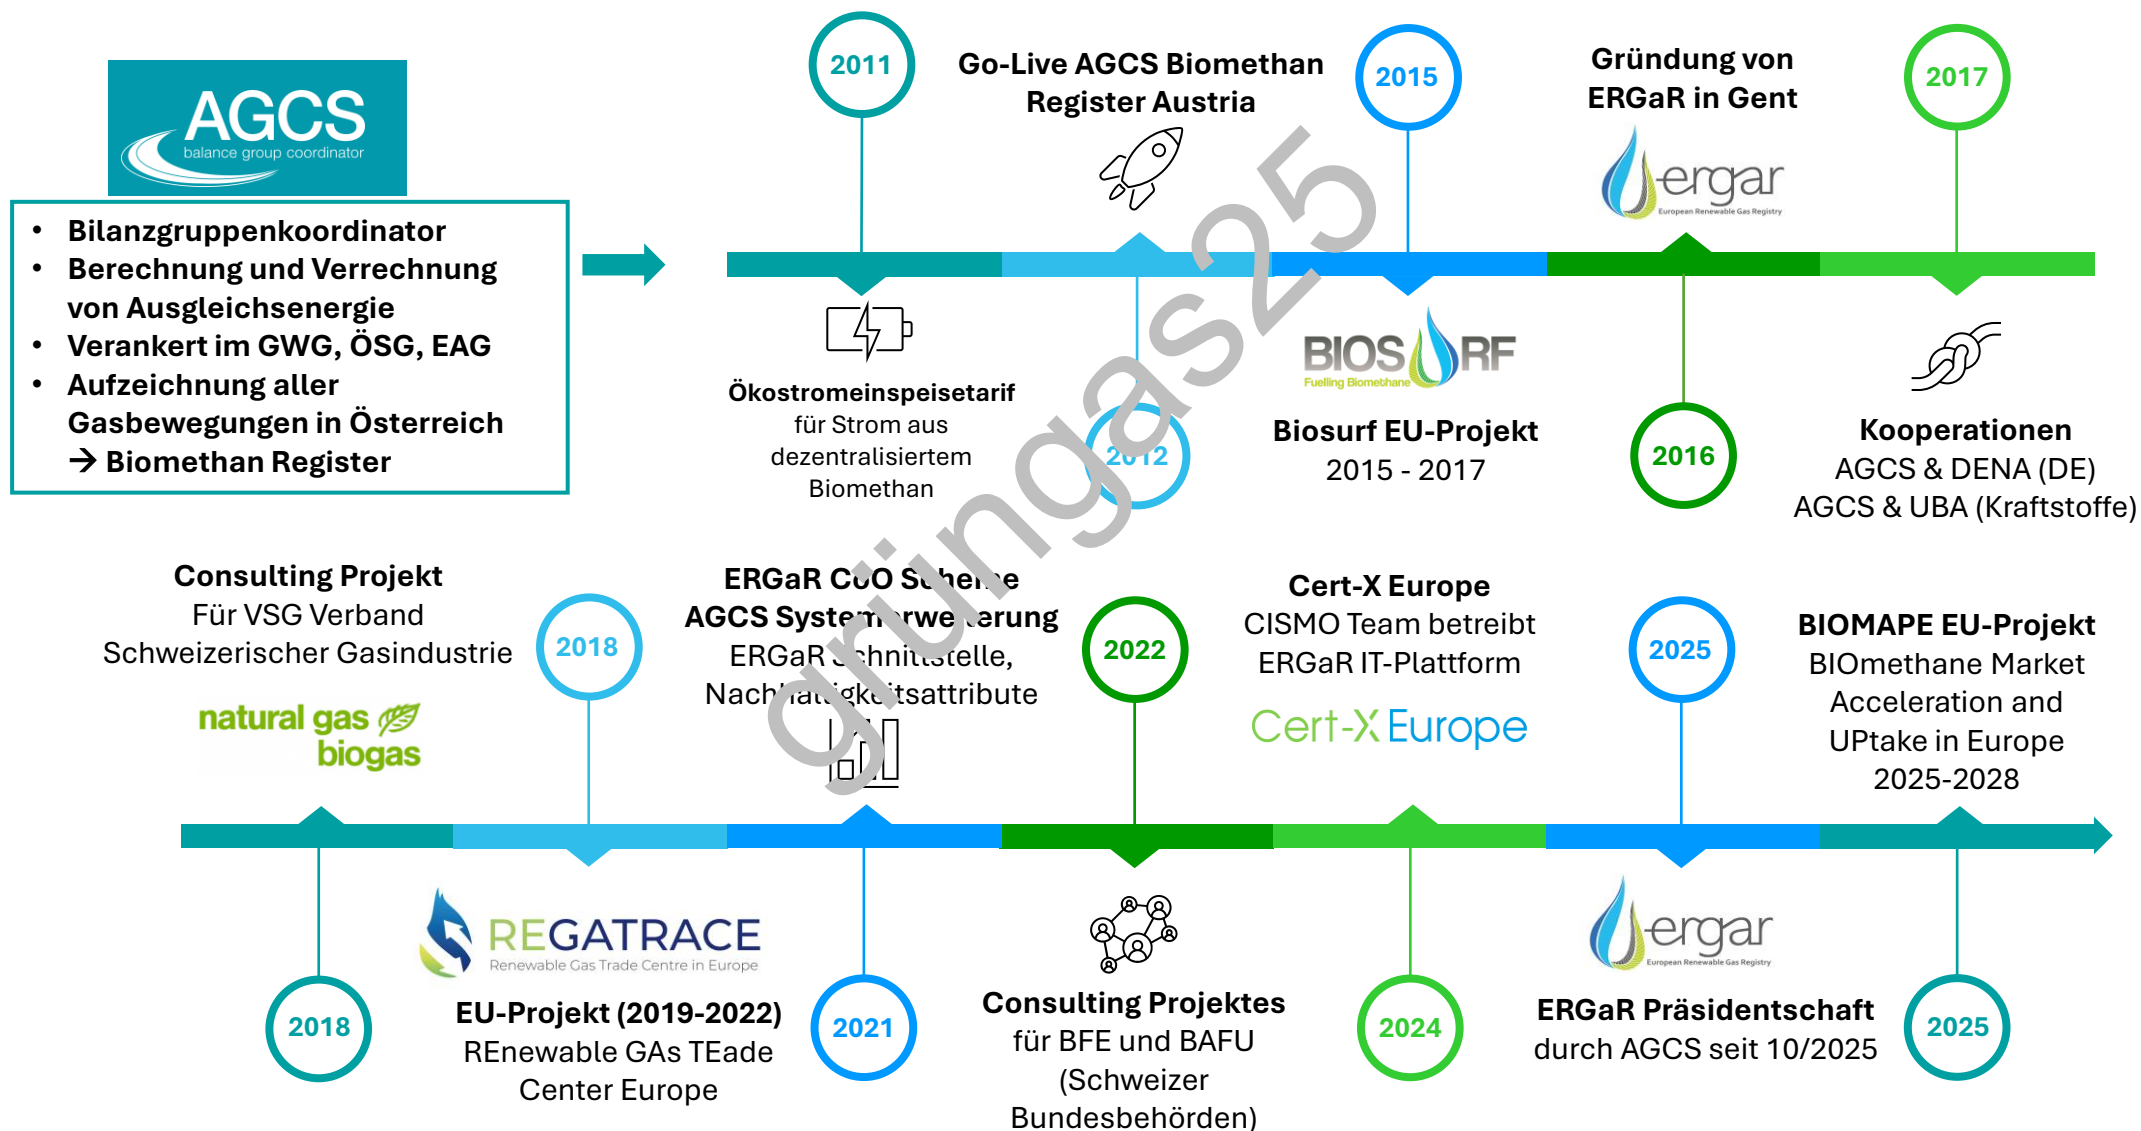 AGCS
balance group coordinator
• Bilanzgruppenkoordinator
• Berechnung und Verrechnung
von Ausgleichsenergie
• Verankert im GWG, ÖSG, EAG
• Aufzeichnung aller
Gasbewegungen in Österreich
→ Biomethan Register
2011
Ökostromeinspeisetarif
für Strom aus
dezentralisiertem
Biomethan
Go-Live AGCS Biomethan
Register Austria
2012
2015
BIOSURF
Fuelling Biomethane
Biosurf EU-Projekt
2015 - 2017
Gründung von
ERGaR in Gent
ergar
European Renewable Gas Registry
2016
2017
Kooperationen
AGCS & DENA (DE)
AGCS & UBA (Kraftstoffe)
grüngas25
Consulting Projekt
Für VSG Verband
Schweizerischer Gasindustrie
natural gas
biogas
2018
2018
REGATRACE
Renewable Gas Trade Centre in Europe
EU-Projekt (2019-2022)
REnewable GAs TEade
Center Europe
ERGaR CoO Scheme
AGCS Systemerweiterung
ERGaR Schnittstelle,
Nachhaltigkeitsattribute
2021
2022
Consulting Projektes
für BFE und BAFU
(Schweizer
Bundesbehörden)
Cert-X Europe
CISMO Team betreibt
ERGaR IT-Plattform
Cert-X Europe
2024
2025
ergar
European Renewable Gas Registry
ERGaR Präsidentschaft
durch AGCS seit 10/2025
BIOMAPE EU-Projekt
BIOmethane Market
Acceleration and
UPtake in Europe
2025-2028
2025